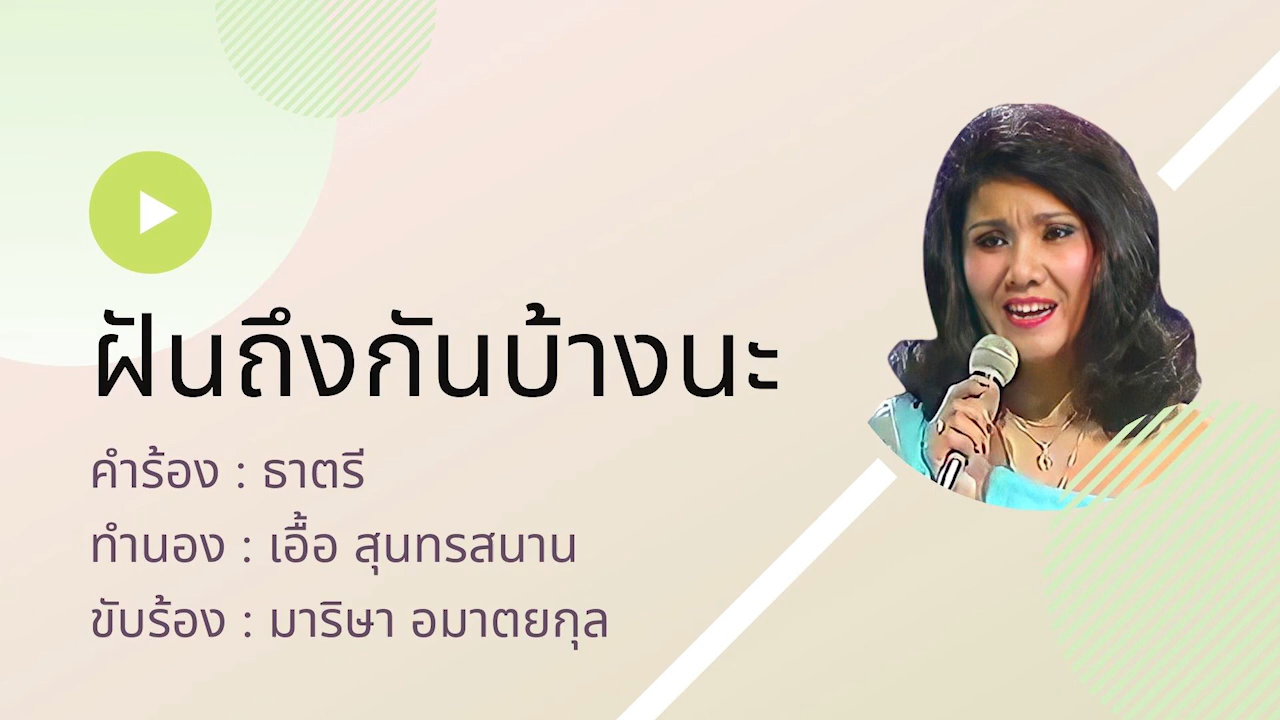 ฝันถึงกันบ้างนะ
คำร้อง : ธาตรี
ทำนอง : เอื้อ สุนทรสนาน
ขับร้อง : มาริษา อมาตยกุล